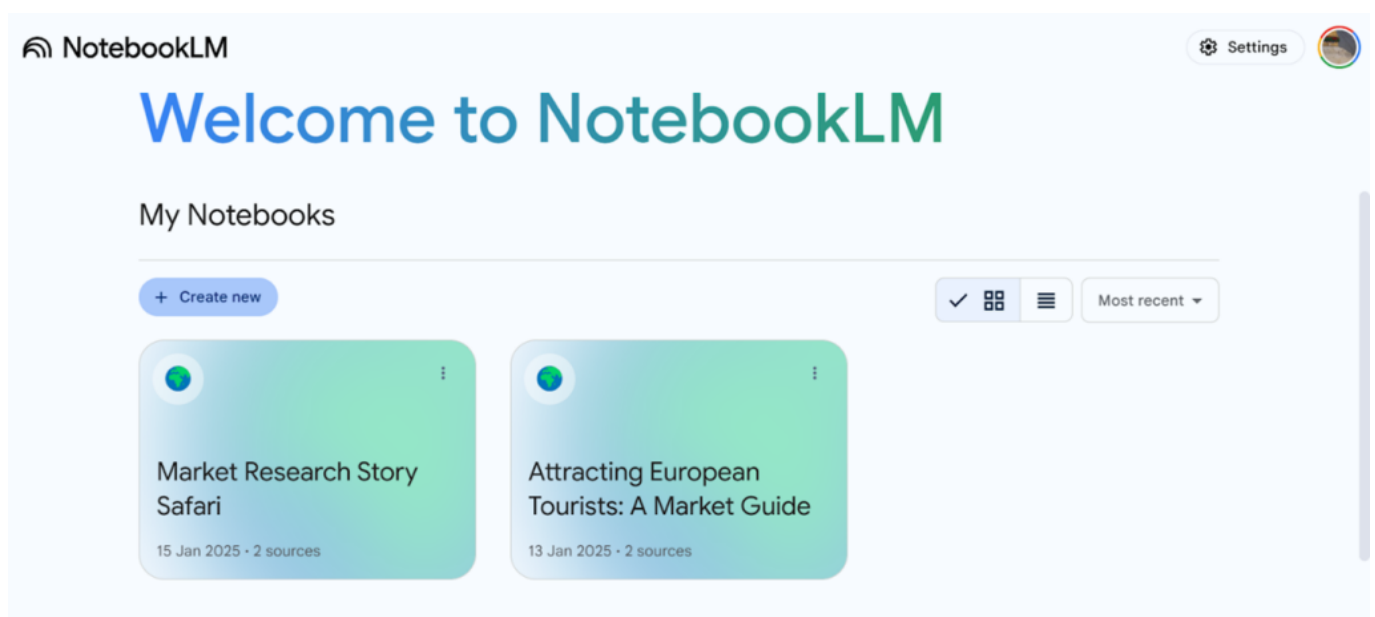 NotebookLM
Settings
Welcome to NotebookLM
My Notebooks
+ Create new
Most recent
Market Research Story
Safari
15 Jan 2025 · 2 sources
Attracting European
Tourists: A Market Guide
13 Jan 2025 · 2 sources